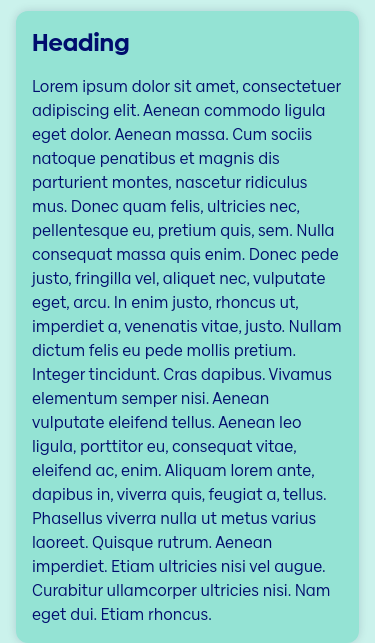 Heading
Lorem ipsum dolor sit amet, consectetuer
adipiscing elit. Aenean commodo ligula
eget dolor. Aenean massa. Cum sociis
natoque penatibus et magnis dis
parturient montes, nascetur ridiculus
mus. Donec quam felis, ultricies nec,
pellentesque eu, pretium quis, sem. Nulla
consequat massa quis enim. Donec pede
justo, fringilla vel, aliquet nec, vulputate
eget, arcu. In enim justo, rhoncus ut,
imperdiet a, venenatis vitae, justo. Nullam
dictum felis eu pede mollis pretium.
Integer tincidunt. Cras dapibus. Vivamus
elementum semper nisi. Aenean
vulputate eleifend tellus. Aenean leo
ligula, porttitor eu, consequat vitae,
eleifend ac, enim. Aliquam lorem ante,
dapibus in, viverra quis, feugiat a, tellus.
Phasellus viverra nulla ut metus varius
laoreet. Quisque rutrum. Aenean
imperdiet. Etiam ultricies nisi vel augue.
Curabitur ullamcorper ultricies nisi. Nam
eget dui. Etiam rhoncus.